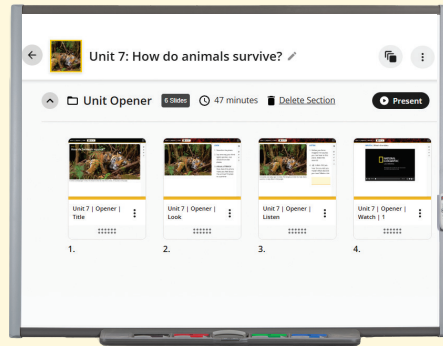 Unit 7: How do animals survive?
Unit Opener 6 Slides 47 minutes Delete Section Present
Unit 7 | Opener | Title
Unit 7 | Opener | Look
Unit 7 | Opener | Listen
Unit 7 | Opener | Watch | 1
1. 2. 3. 4.